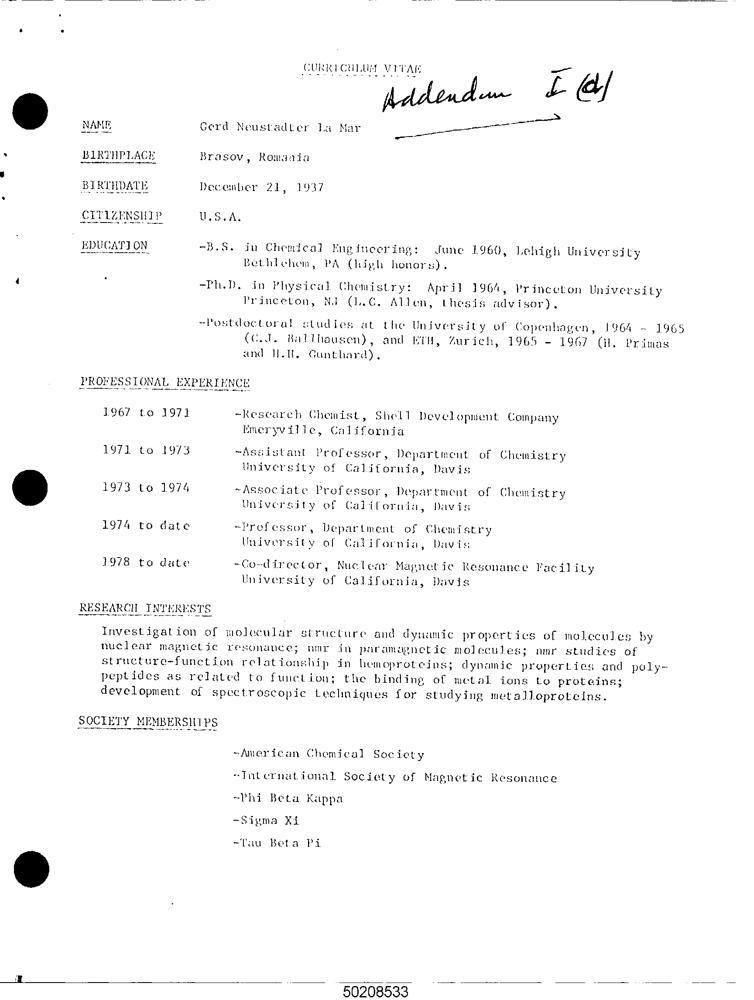 CURRICULUM VITAE
Addendum I (d)
NAME Gerd Neustadter La Mar
BIRTHPLACE Brasov, Romania
BIRTHDATE December 21, 1937
CITIZENSHIP U.S.A.
EDUCATION -B.S. in Chemical Engineering: June 1960, Lehigh University
Bethlehem, PA (high honors).
-Ph.D. in Physical Chemistry: April 1964, Princeton University
Princeton, NJ (L.C. Allen, thesis advisor).
-Postdoctoral studies at the University of Copenhagen, 1964 - 1965
(C.J. Ballhausen), and ETH, Zurich, 1965 - 1967 (H. Primas
and H.H. Gunthard).
PROFESSIONAL EXPERIENCE
1967 to 1971 -Research Chemist, Shell Development Company
Emeryville, California
1971 to 1973 -Assistant Professor, Department of Chemistry
University of California, Davis
1973 to 1974 -Associate Professor, Department of Chemistry
University of California, Davis
1974 to date -Professor, Department of Chemistry
University of California, Davis
1978 to date -Co-director, Nuclear Magnetic Resonance Facility
University of California, Davis
RESEARCH INTERESTS
Investigation of molecular structure and dynamic properties of molecules by
nuclear magnetic resonance; nmr in paramagnetic molecules; nmr studies of
structure-function relationship in hemoproteins; dynamic properties and poly-
peptides as related to function; the binding of metal ions to proteins;
development of spectroscopic techniques for studying metalloproteins.
SOCIETY MEMBERSHIPS
-American Chemical Society
-International Society of Magnetic Resonance
-Phi Beta Kappa
-Sigma Xi
-Tau Beta Pi
50208533